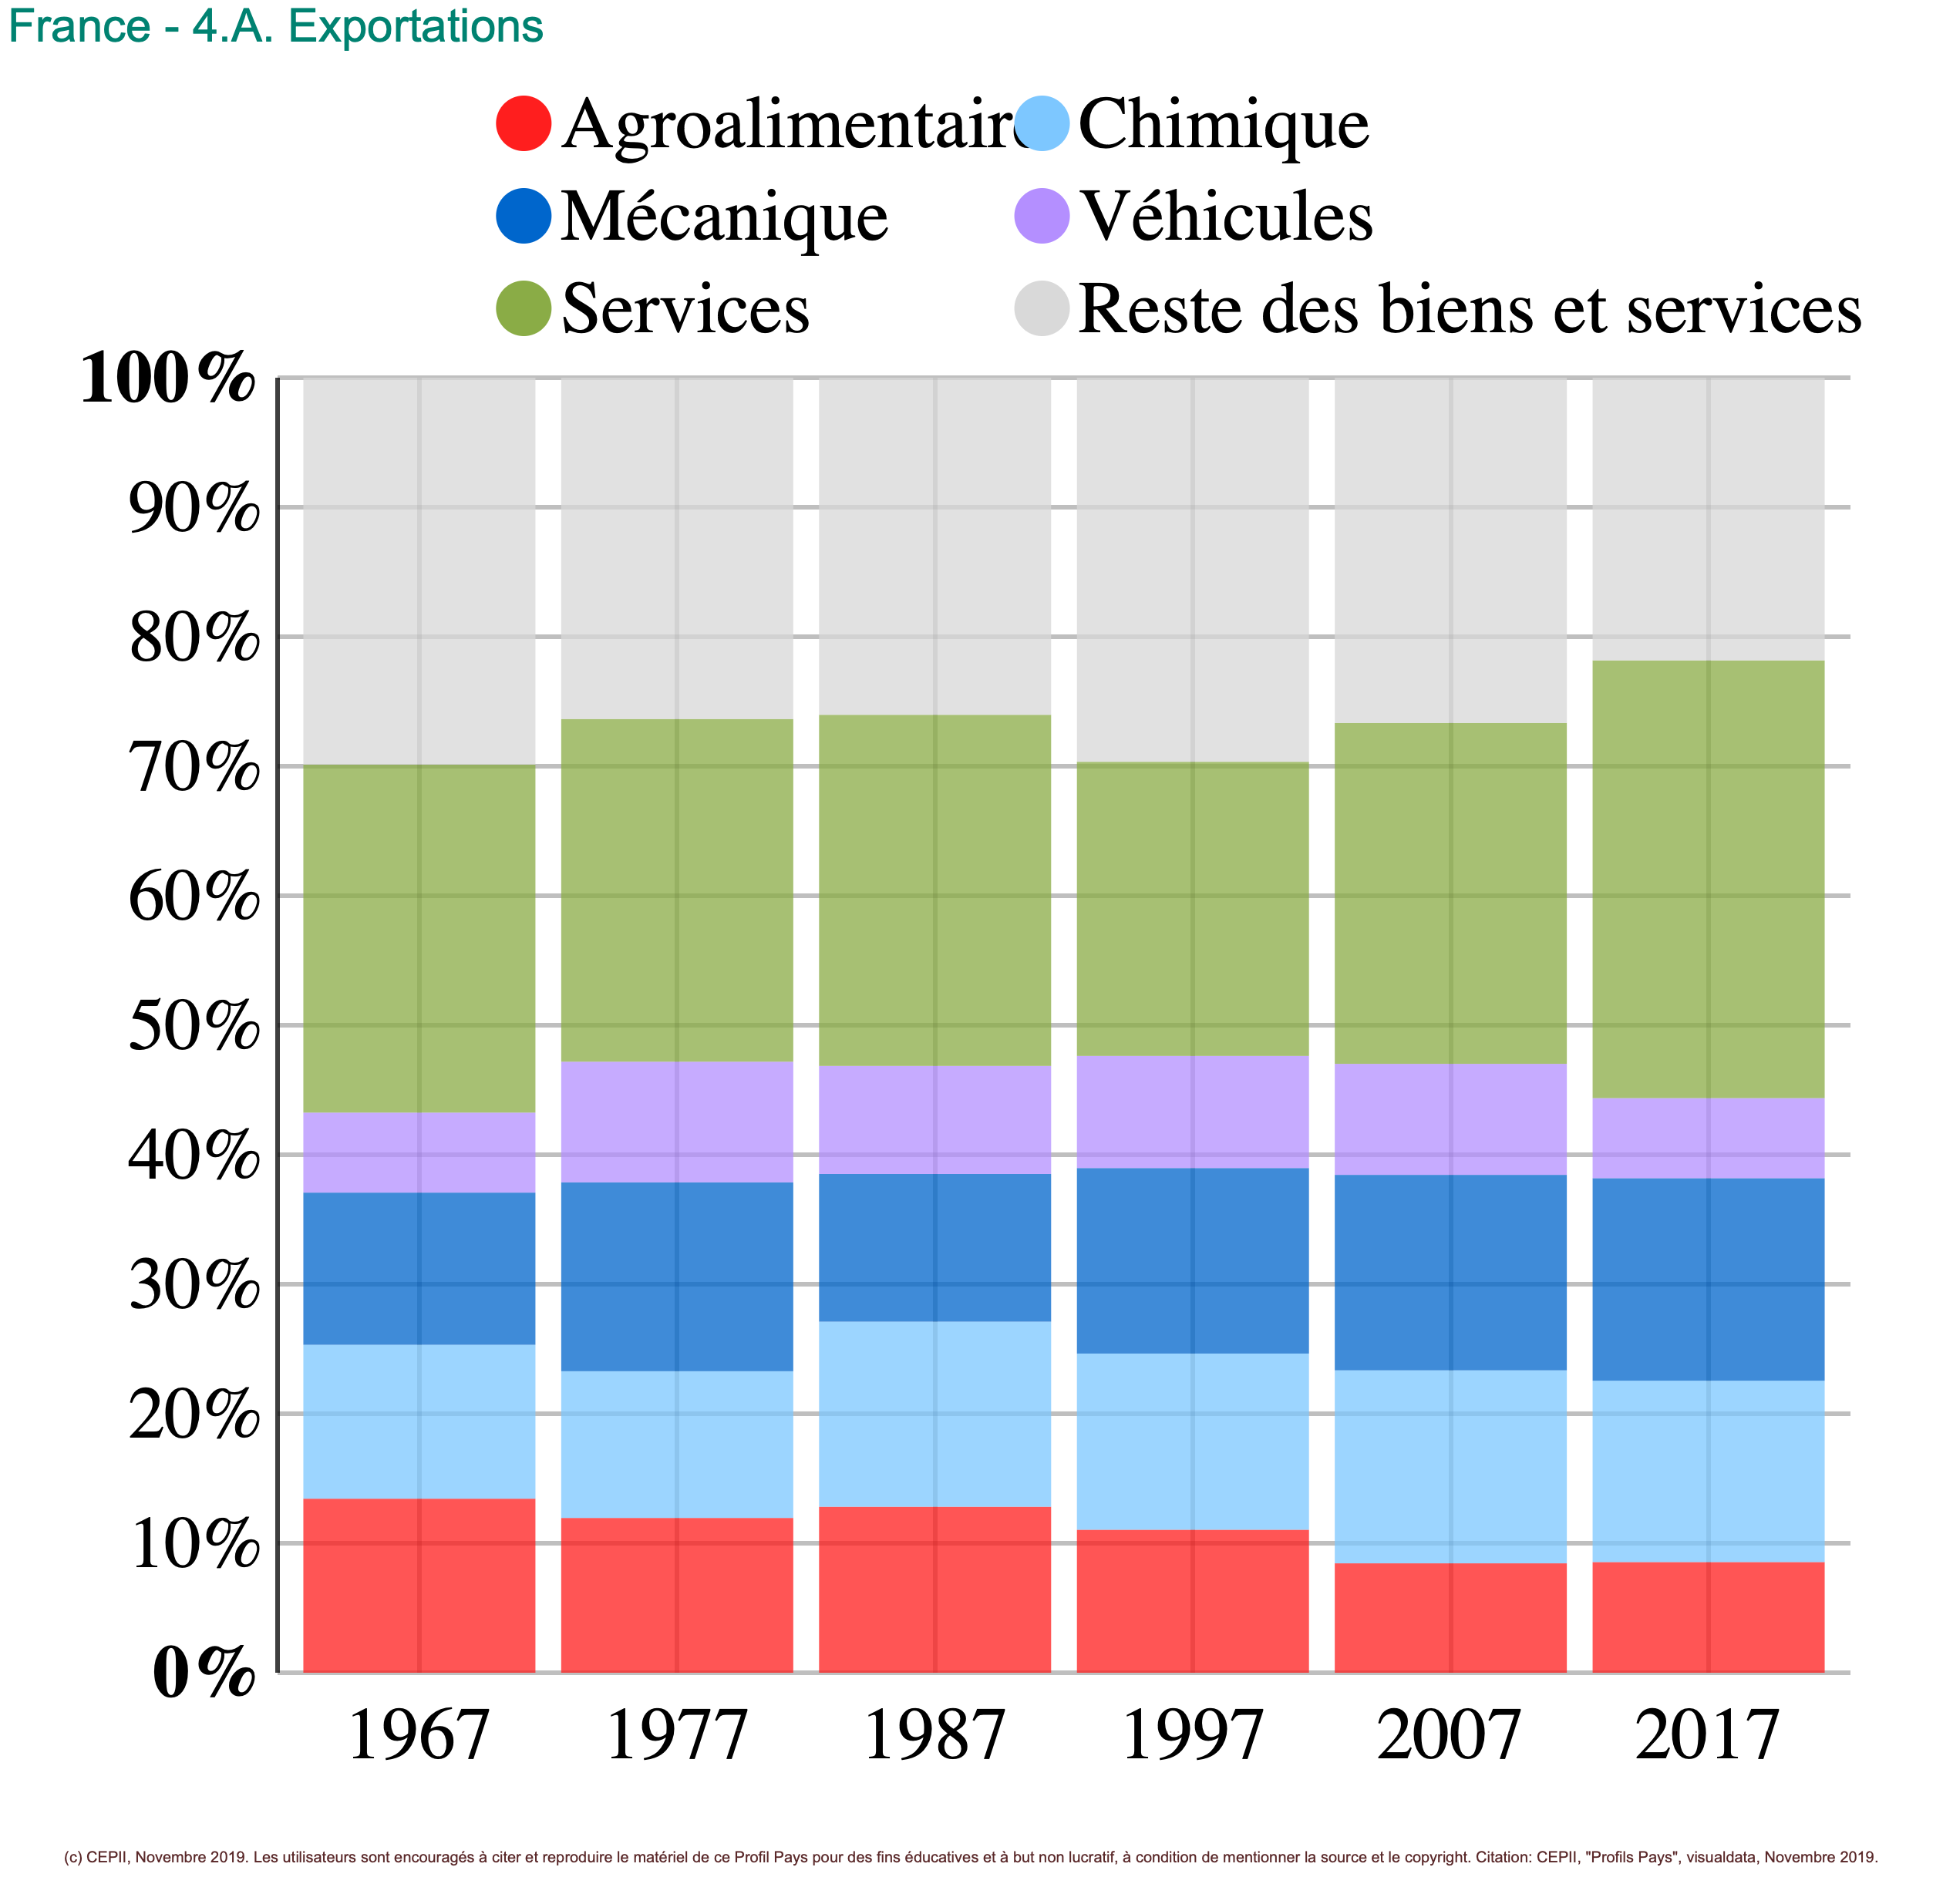 France - 4.A. Exportations
Agroalimentaire Chimique
Mécanique Véhicules
Services Reste des biens et services
100%
90%
80%
70%
60%
50%
40%
30%
20%
10%
0%
1967 1977 1987 1997 2007 2017
(c) CEPII, Novembre 2019. Les utilisateurs sont encouragés à citer et reproduire le matériel de ce Profil Pays pour des fins éducatives et à but non lucratif, à condition de mentionner la source et le copyright. Citation: CEPII, "Profils Pays", visualdata, Novembre 2019.